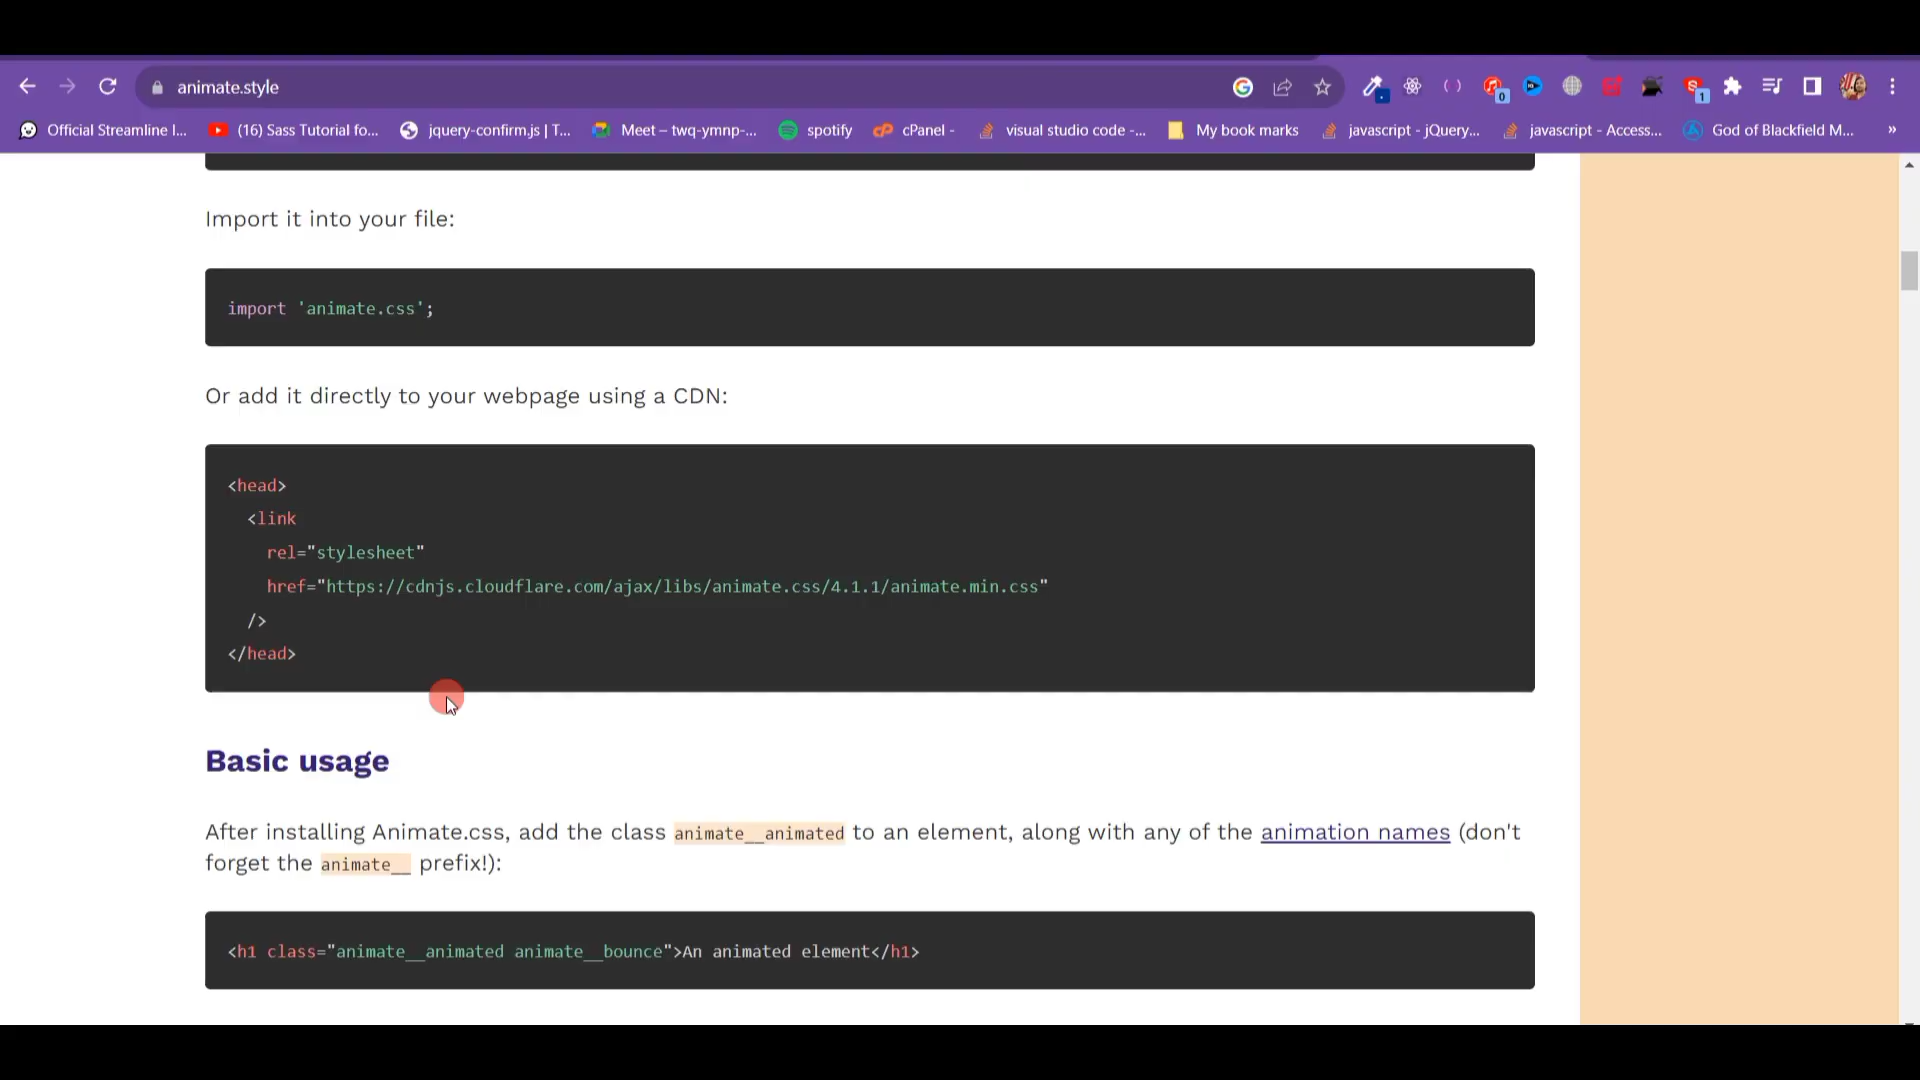 animate.style
0
1
Official Streamline I...
(16) Sass Tutorial fo...
jquery-confirm.js | T...
Meet – twq-ymnp-...
spotify
cPanel -
visual studio code -...
My book marks
javascript - jQuery...
javascript - Access...
God of Blackfield M...
»
Import it into your file:
import 'animate.css';
Or add it directly to your webpage using a CDN:
<head>
<link
rel="stylesheet"
href="https://cdnjs.cloudflare.com/ajax/libs/animate.css/4.1.1/animate.min.css"
/>
</head>
Basic usage
After installing Animate.css, add the class animate__animated to an element, along with any of the animation names (don't
forget the animate__ prefix!):
<h1 class="animate__animated animate__bounce">An animated element</h1>